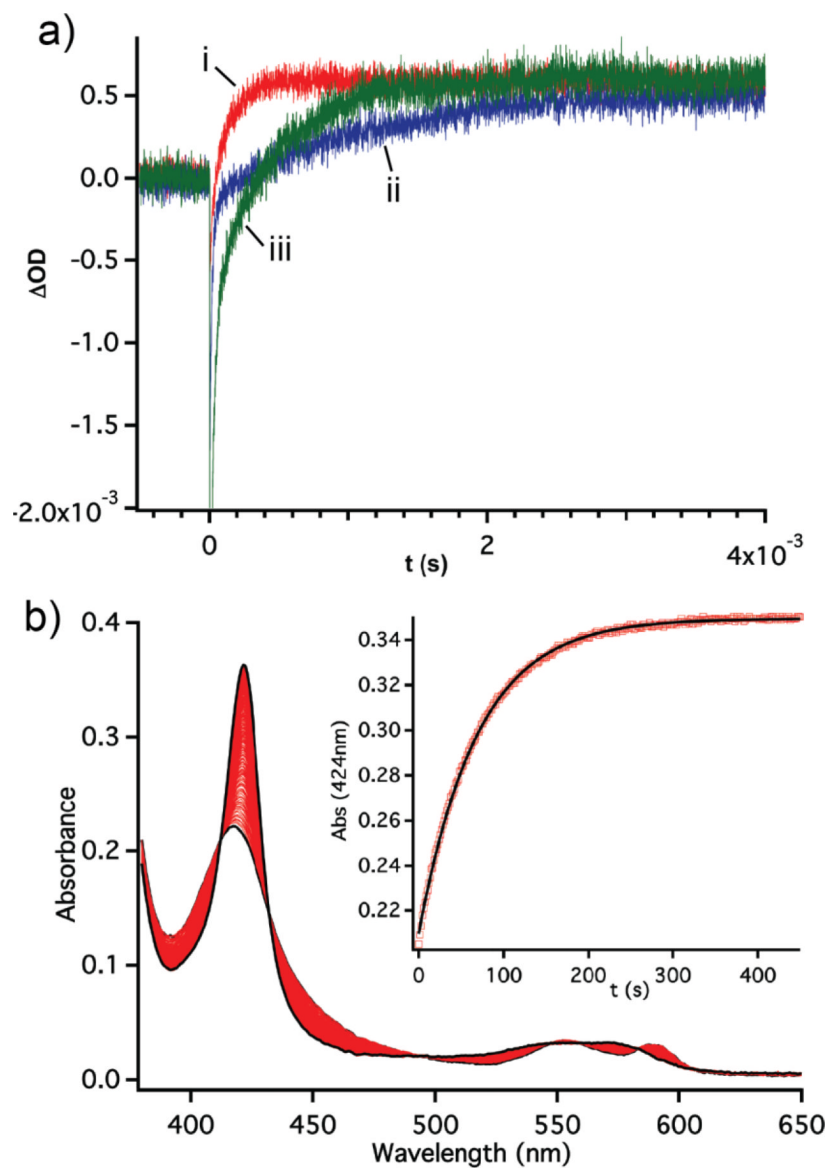 a)
i
ii
iii
0.5
0.0
-0.5
-1.0
-1.5
-2.0x10⁻³
ΔOD
0
2
4x10⁻³
t (s)
b)
0.4
0.3
0.2
0.1
0.0
Absorbance
400
450
500
550
600
650
Wavelength (nm)
0.34
0.32
0.30
0.28
0.26
0.24
0.22
Abs (424nm)
0
100
200
300
400
t (s)